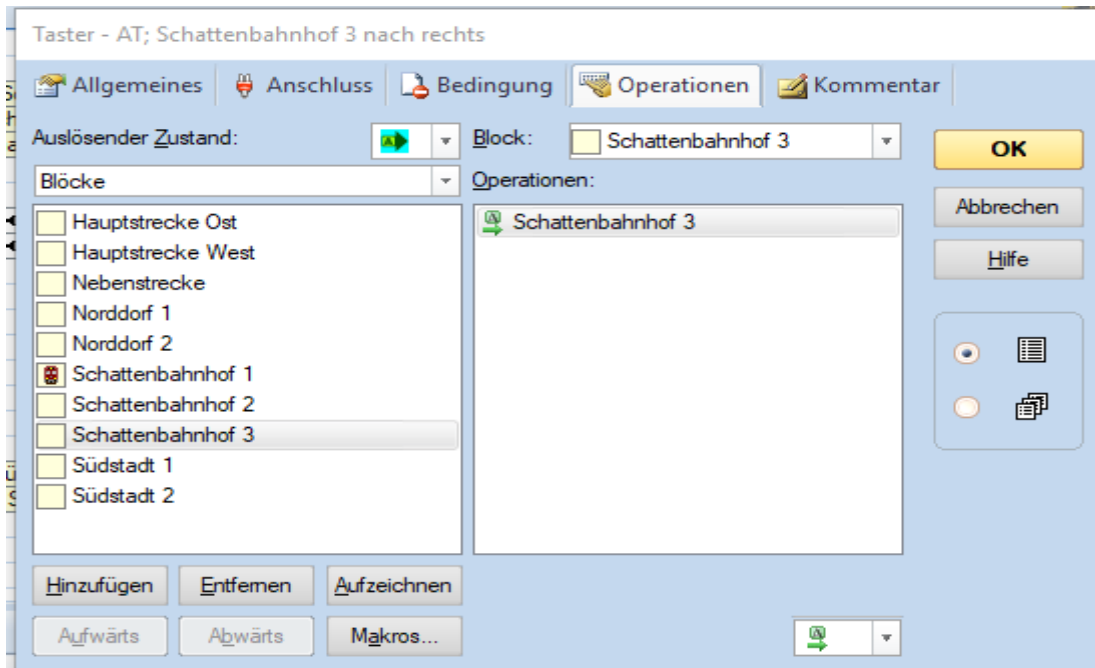 Taster - AT; Schattenbahnhof 3 nach rechts
Allgemeines Anschluss Bedingung Operationen Kommentar
Auslösender Zustand: Block: Schattenbahnhof 3 OK
Blöcke Operationen:
Hauptstrecke Ost Schattenbahnhof 3 Abbrechen
Hauptstrecke West Hilfe
Nebenstrecke
Norddorf 1
Norddorf 2
Schattenbahnhof 1
Schattenbahnhof 2
Schattenbahnhof 3
Südstadt 1
Südstadt 2
Hinzufügen Entfernen Aufzeichnen
Aufwärts Abwärts Makros...